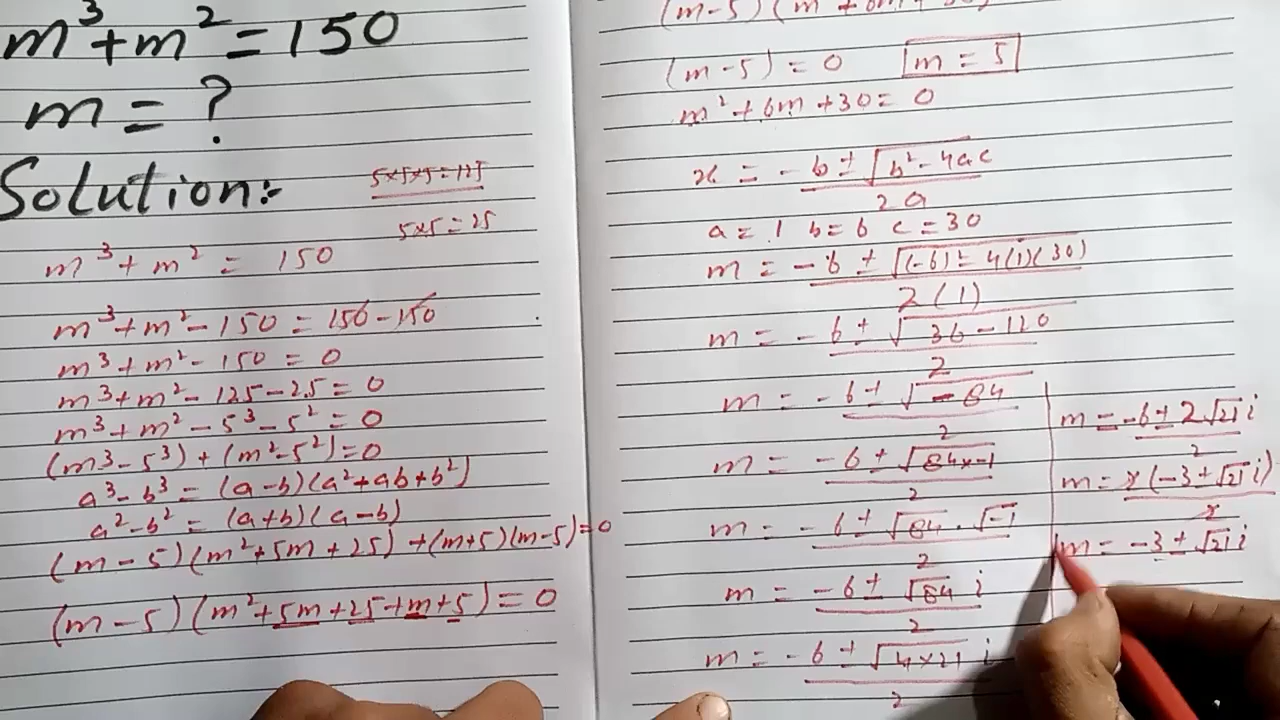 m³+m²=150
m = ?
Solution:-
5×5×5=125
5×5=25
m³ + m² = 150
m³+m²-150 = 150-150
m³+m²-150 = 0
m³+m²-125-25=0
m³+m²-5³-5²=0
(m³-5³)+(m²-5²)=0
a³-b³=(a-b)(a²+ab+b²)
a²-b²=(a+b)(a-b)
(m-5)(m²+5m+25)+(m+5)(m-5)=0
(m-5)(m²+5m+25+m+5)=0
(m-5)(m²+6m+30)
(m-5)=0 m = 5
m²+6m+30=0
x = -b±√b²-4ac
2a
a=1 b=6 c=30
m = -6±√(-6)²-4(1)(30)
2(1)
m = -6±√36-120
2
m = -6±√-84
2
m = -6±√84×-1
2
m = -6±√84.√-1
2
m = -6±√84 i
2
m = -6±√4×21 i
2
m = -6±2√21 i
2
m = 2(-3±√21 i)
2
m = -3±√21 i